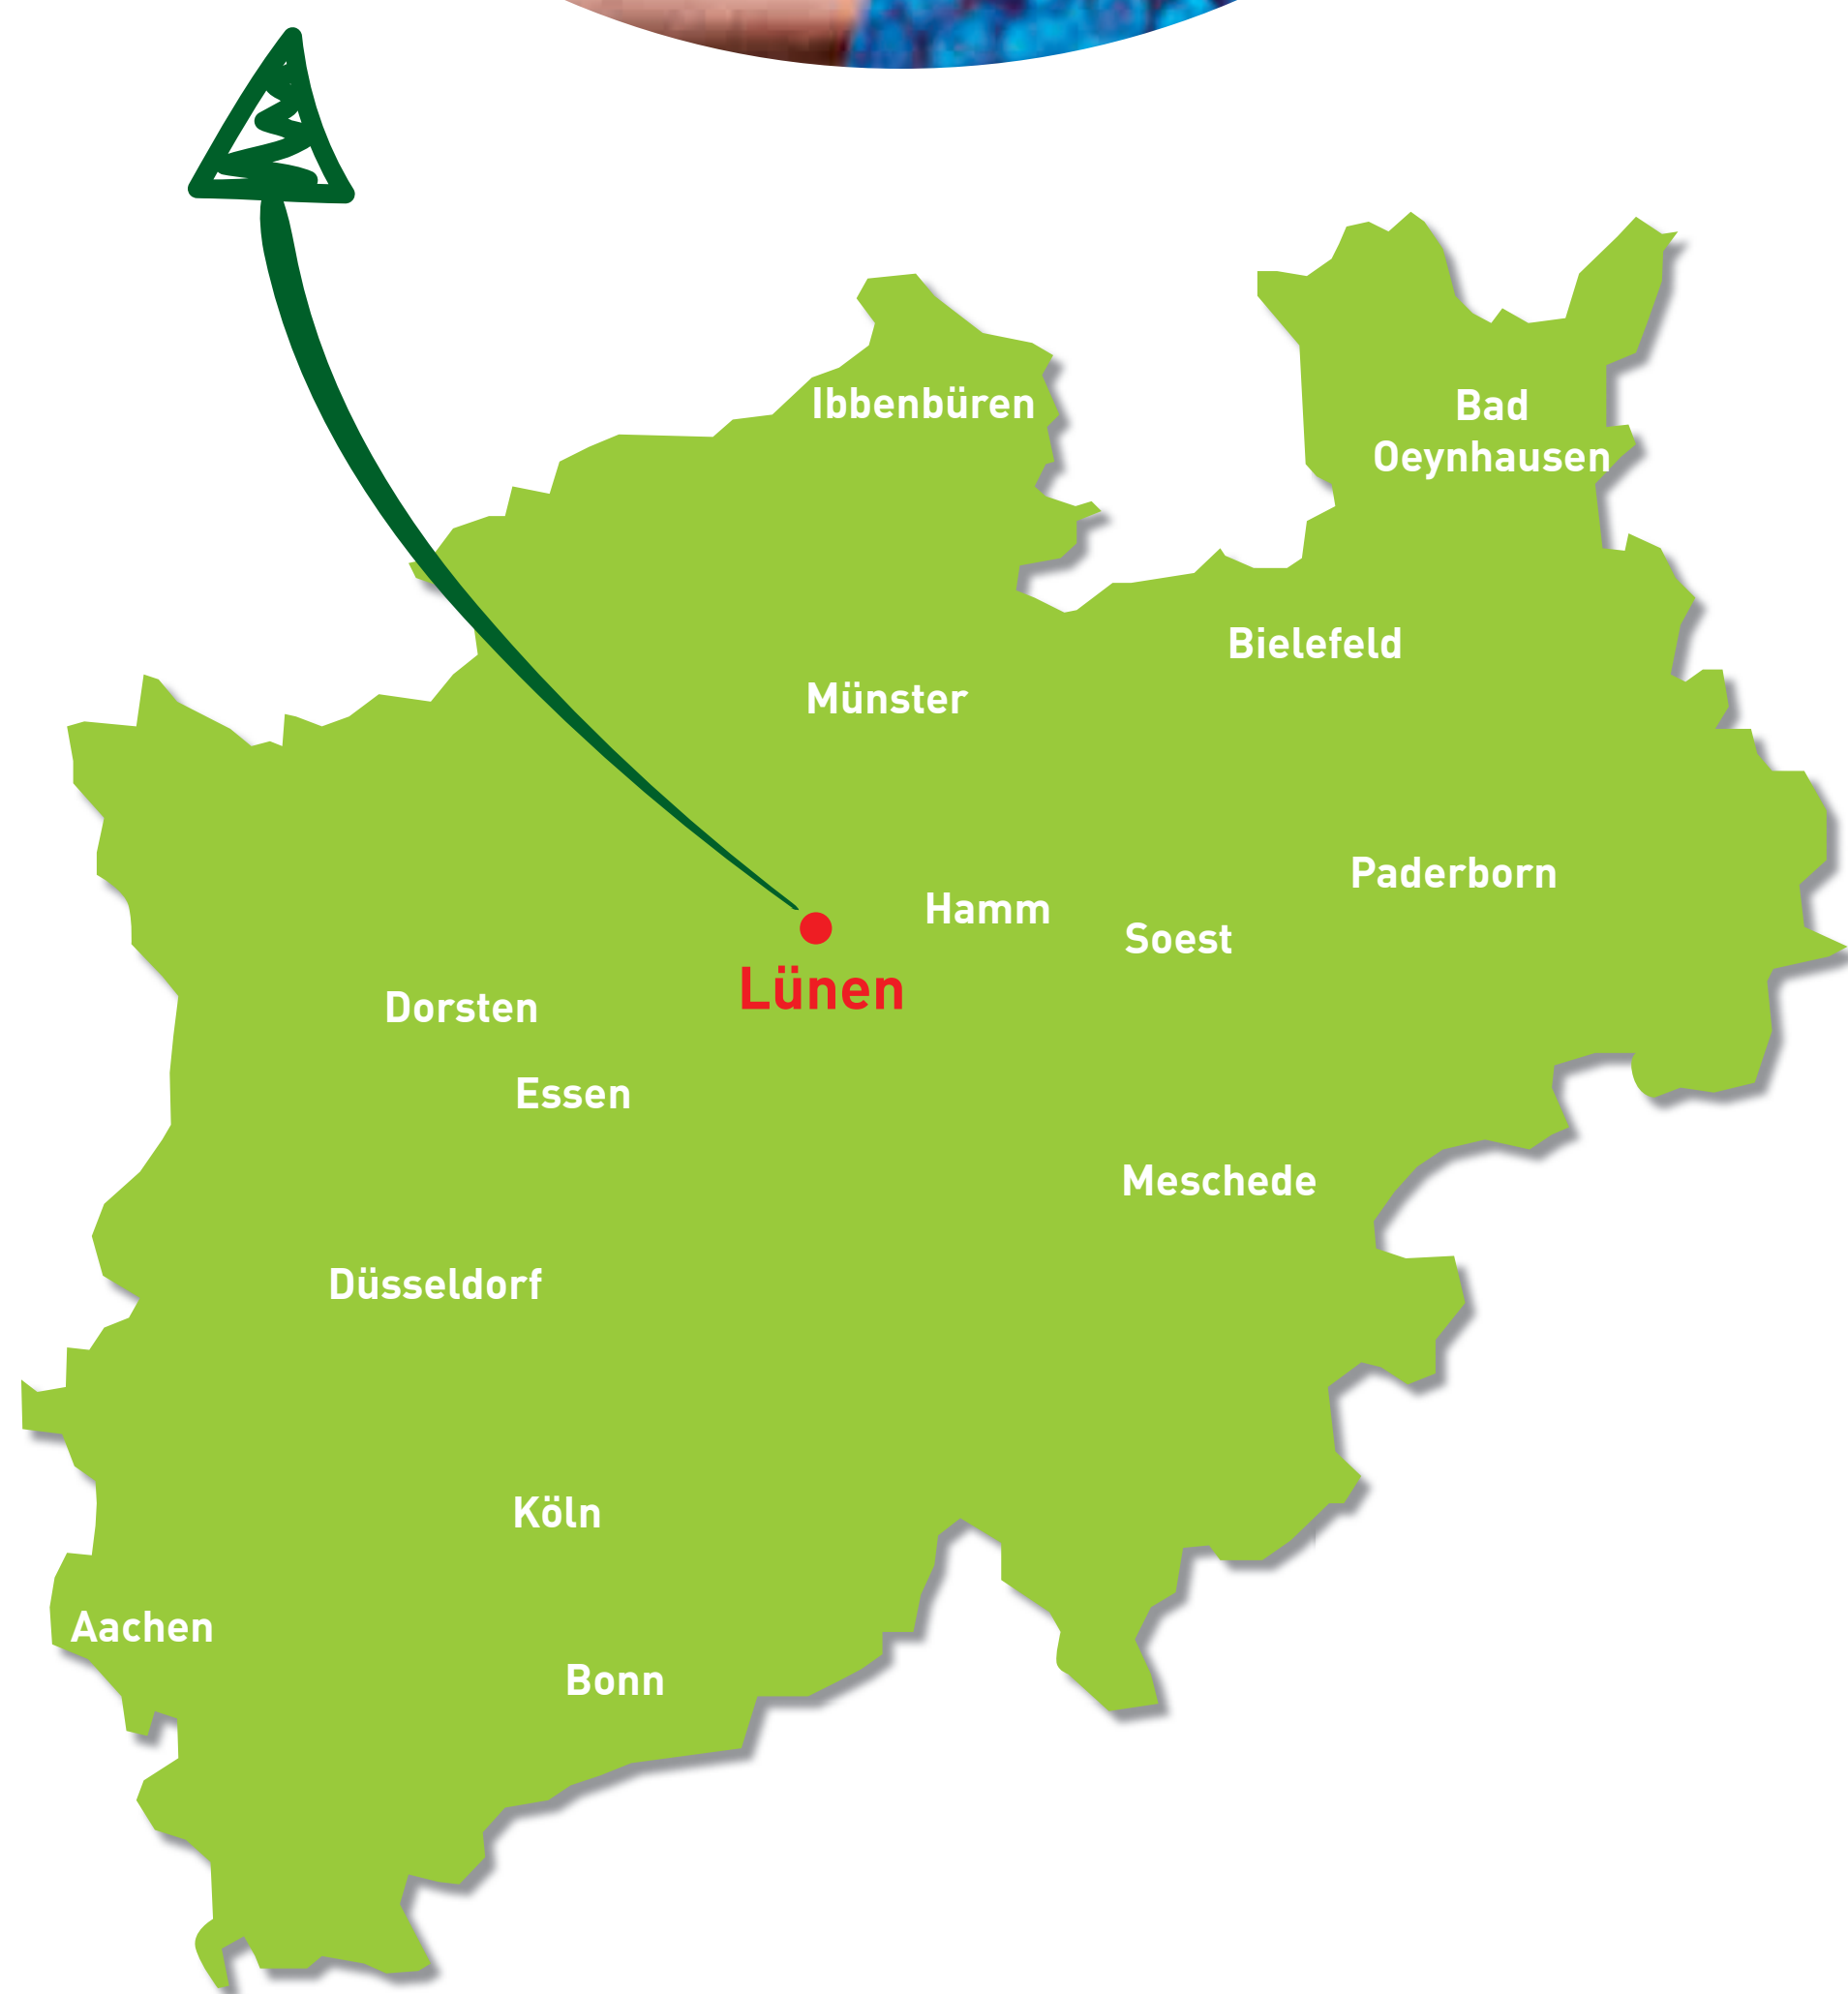 Ibbenbüren
Bad
Oeynhausen
Bielefeld
Münster
Paderborn
Hamm
Soest
Lünen
Dorsten
Essen
Meschede
Düsseldorf
Köln
Aachen
Bonn